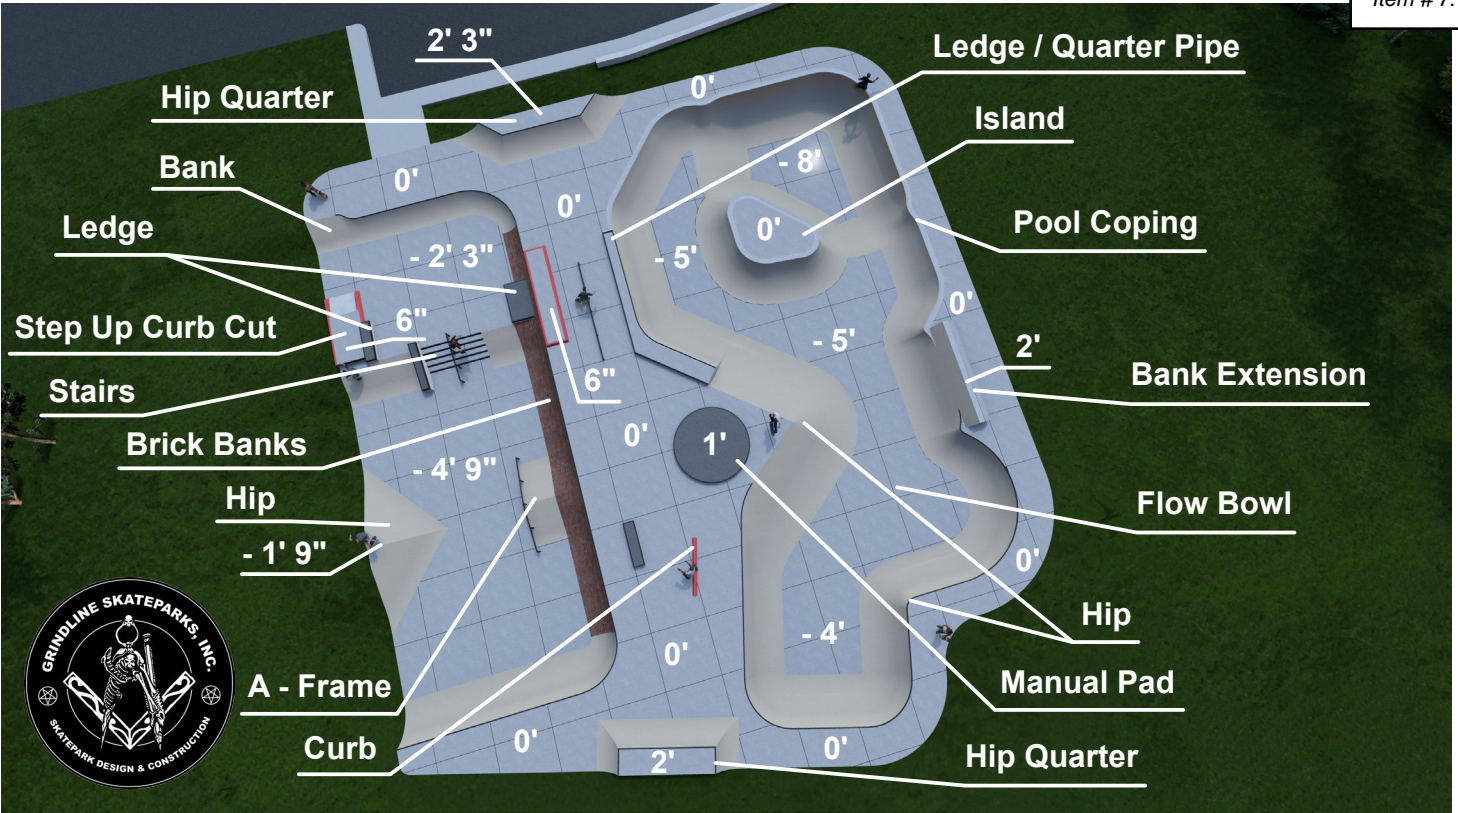 Item # 7.
2' 3"
Ledge / Quarter Pipe
Hip Quarter
0'
Island
Bank
- 8'
0'
0'
Ledge
0'
Pool Coping
- 2' 3"
- 5'
0'
Step Up Curb Cut
6"
- 5'
2'
Stairs
6"
Bank Extension
Brick Banks
0'
1'
- 4' 9"
Hip
Flow Bowl
- 1' 9"
0'
GRINDLINE SKATEPARKS, INC.
SKATEPARK DESIGN & CONSTRUCTION
Hip
- 4'
0'
A - Frame
Manual Pad
Curb
0'
2'
0'
Hip Quarter